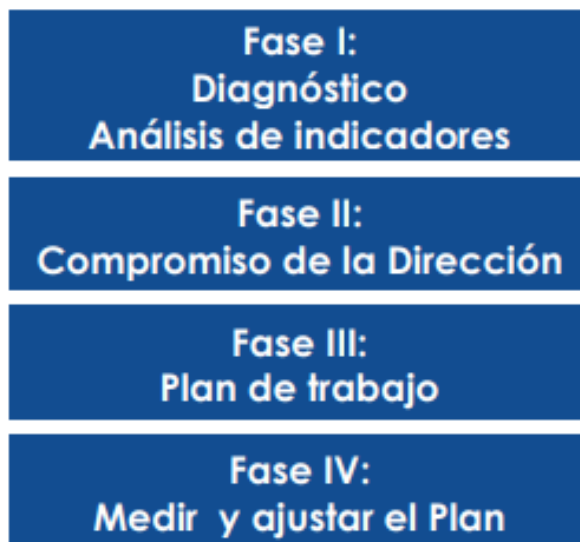 Fase I:
Diagnóstico
Análisis de indicadores
Fase II:
Compromiso de la Dirección
Fase III:
Plan de trabajo
Fase IV:
Medir y ajustar el Plan